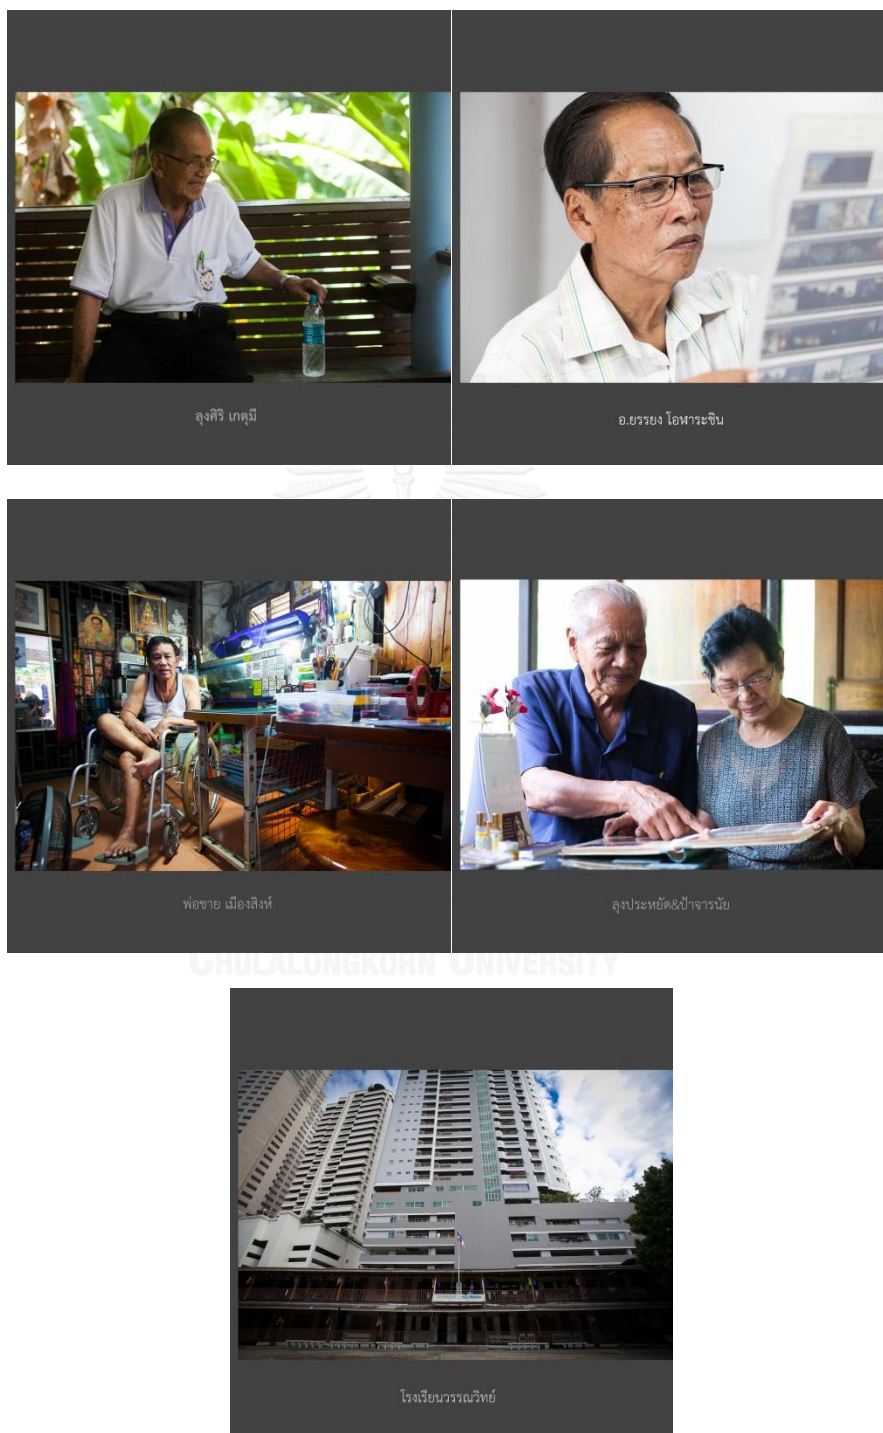 ลุงศิริ เกตุมี
อ.ยรรยง โอฬาระชิน
พ่อชาย เมืองสิงห์
ลุงประหยัด&ป้าจารนัย
CHULALONGKORN UNIVERSITY
โรงเรียนวรรณวิทย์